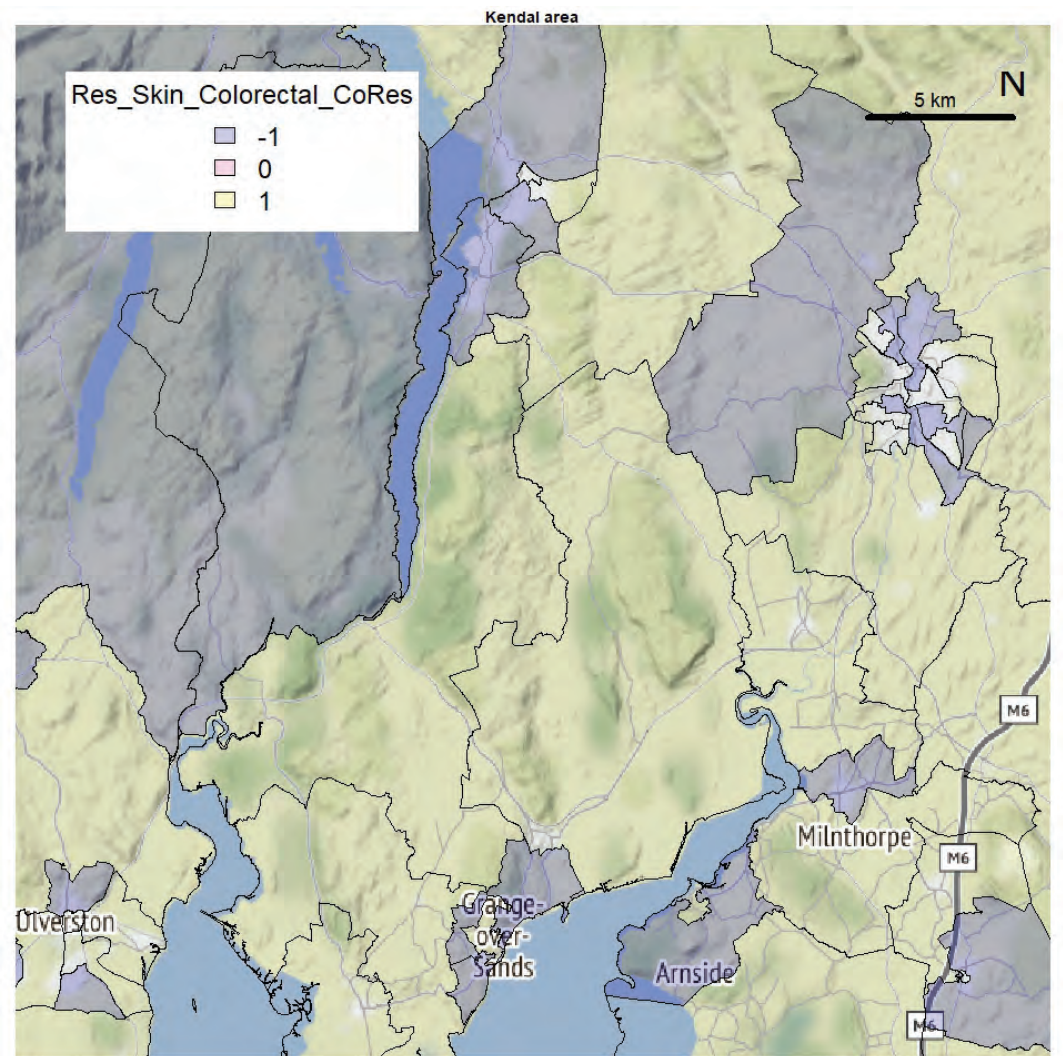 Kendal area
Res_Skin_Colorectal_CoRes
-1
0
1
N
5 km
M6
Milnthorpe
M6
Ulverston
Grange-
over-
Sands
Arnside
M6